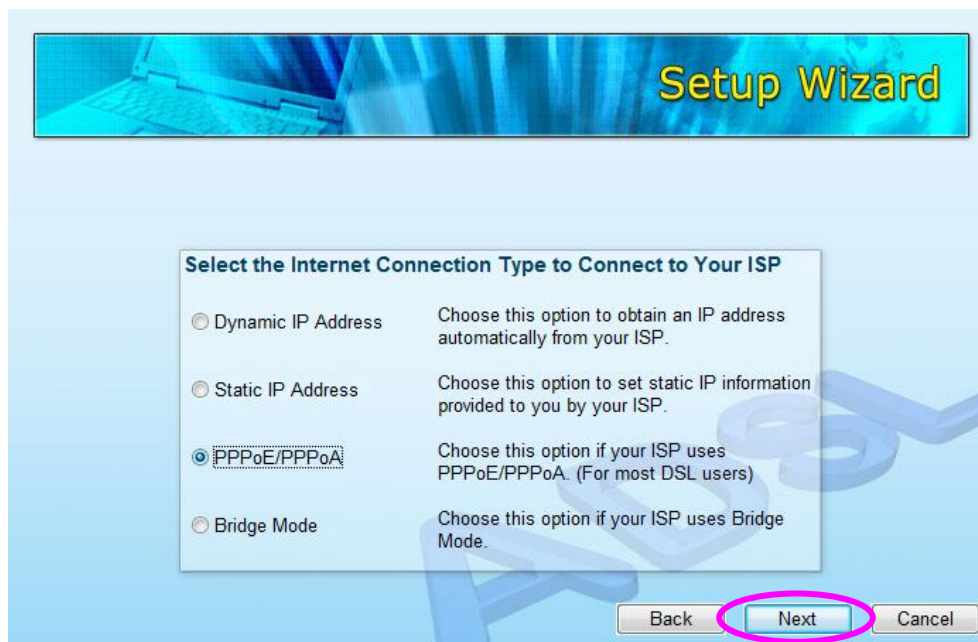 Setup Wizard
Select the Internet Connection Type to Connect to Your ISP
Dynamic IP Address
Choose this option to obtain an IP address
automatically from your ISP.
Static IP Address
Choose this option to set static IP information
provided to you by your ISP.
PPPoE/PPPoA
Choose this option if your ISP uses
PPPoE/PPPoA. (For most DSL users)
Bridge Mode
Choose this option if your ISP uses Bridge
Mode.
ADSL
Back
Next
Cancel